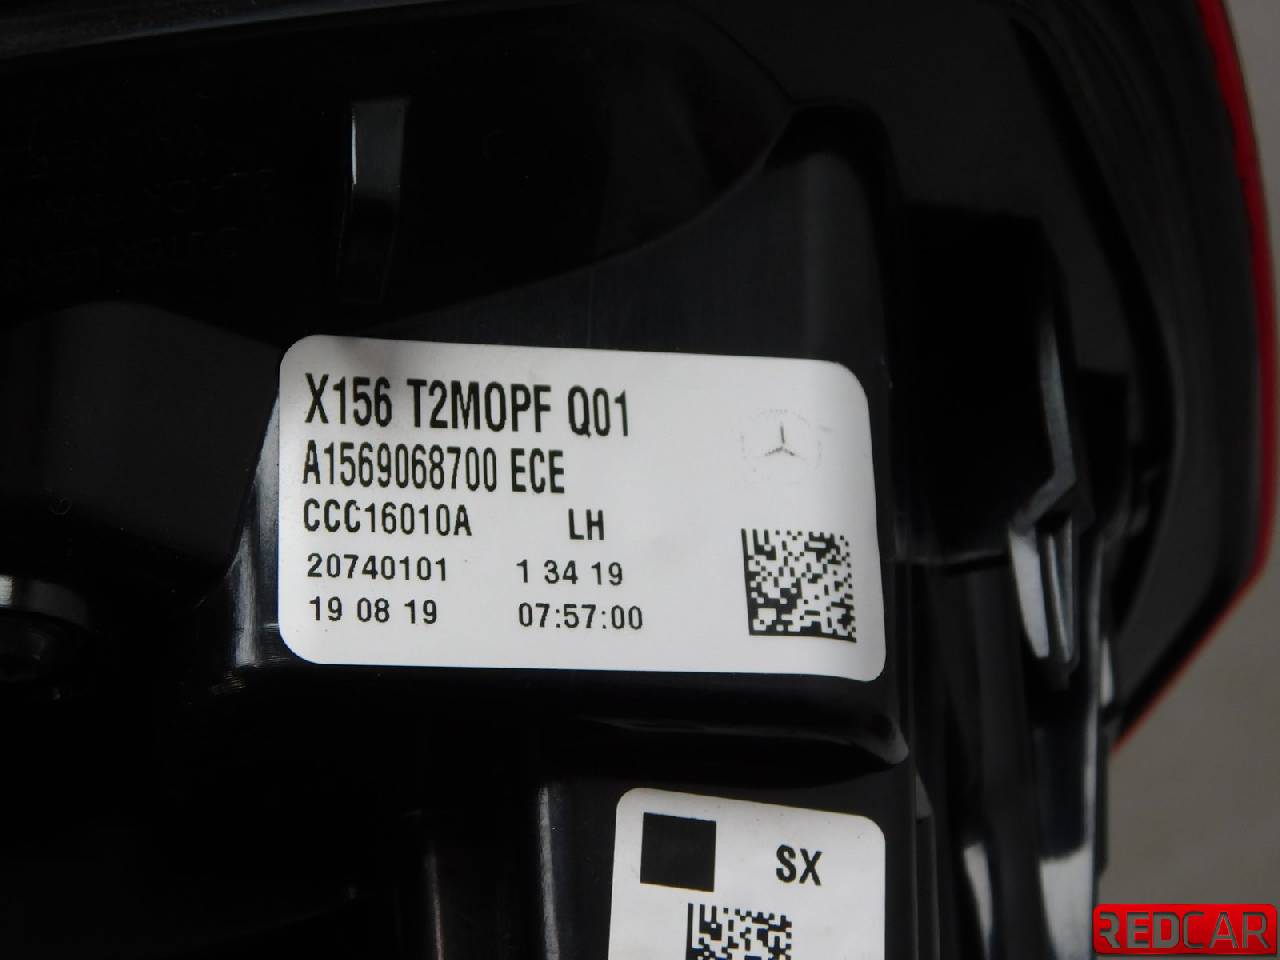 X156 T2MOPF Q01
A1569068700 ECE
CCC16010A LH
20740101 1 34 19
19 08 19 07:57:00
SX
REDCAR